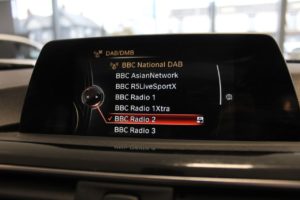 DAB/DMB
BBC National DAB
BBC AsianNetwork
BBC R5LiveSportX
BBC Radio 1
BBC Radio 1Xtra
BBC Radio 2
BBC Radio 3